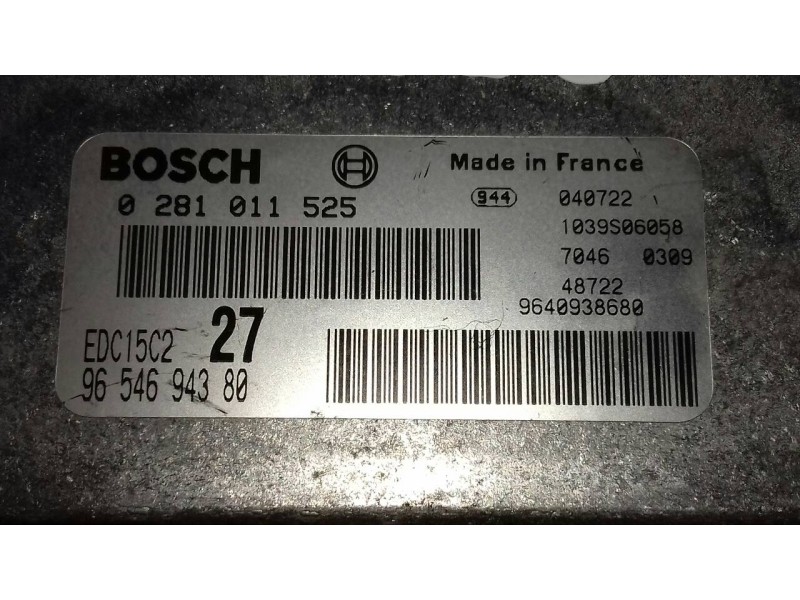 BOSCH
Made in France
0 281 011 525
944 040722
1039S06058
7046 0309
48722
9640938680
EDC15C2 27
96 546 943 80